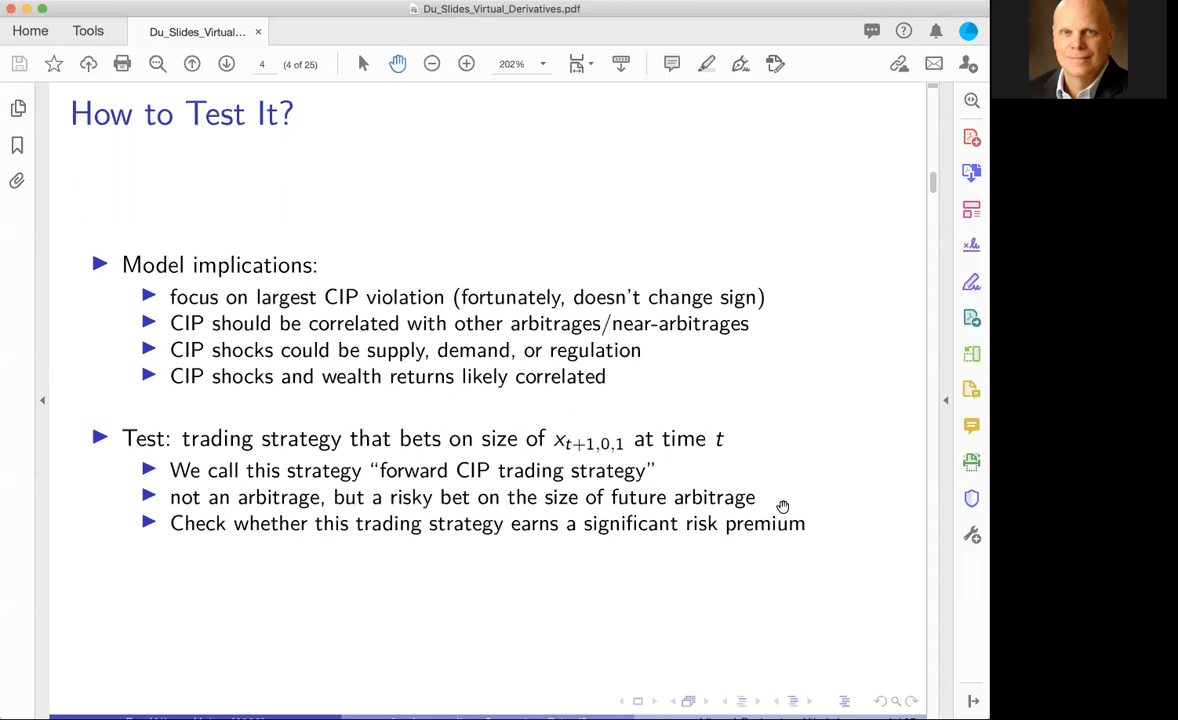 Du_Slides_Virtual_Derivatives.pdf
Home
Tools
Du_Slides_Virtual...
4
(4 of 25)
202%
How to Test It?
Model implications:
focus on largest CIP violation (fortunately, doesn't change sign)
CIP should be correlated with other arbitrages/near-arbitrages
CIP shocks could be supply, demand, or regulation
CIP shocks and wealth returns likely correlated
Test: trading strategy that bets on size of x_{t+1,0,1} at time t
We call this strategy "forward CIP trading strategy"
not an arbitrage, but a risky bet on the size of future arbitrage
Check whether this trading strategy earns a significant risk premium